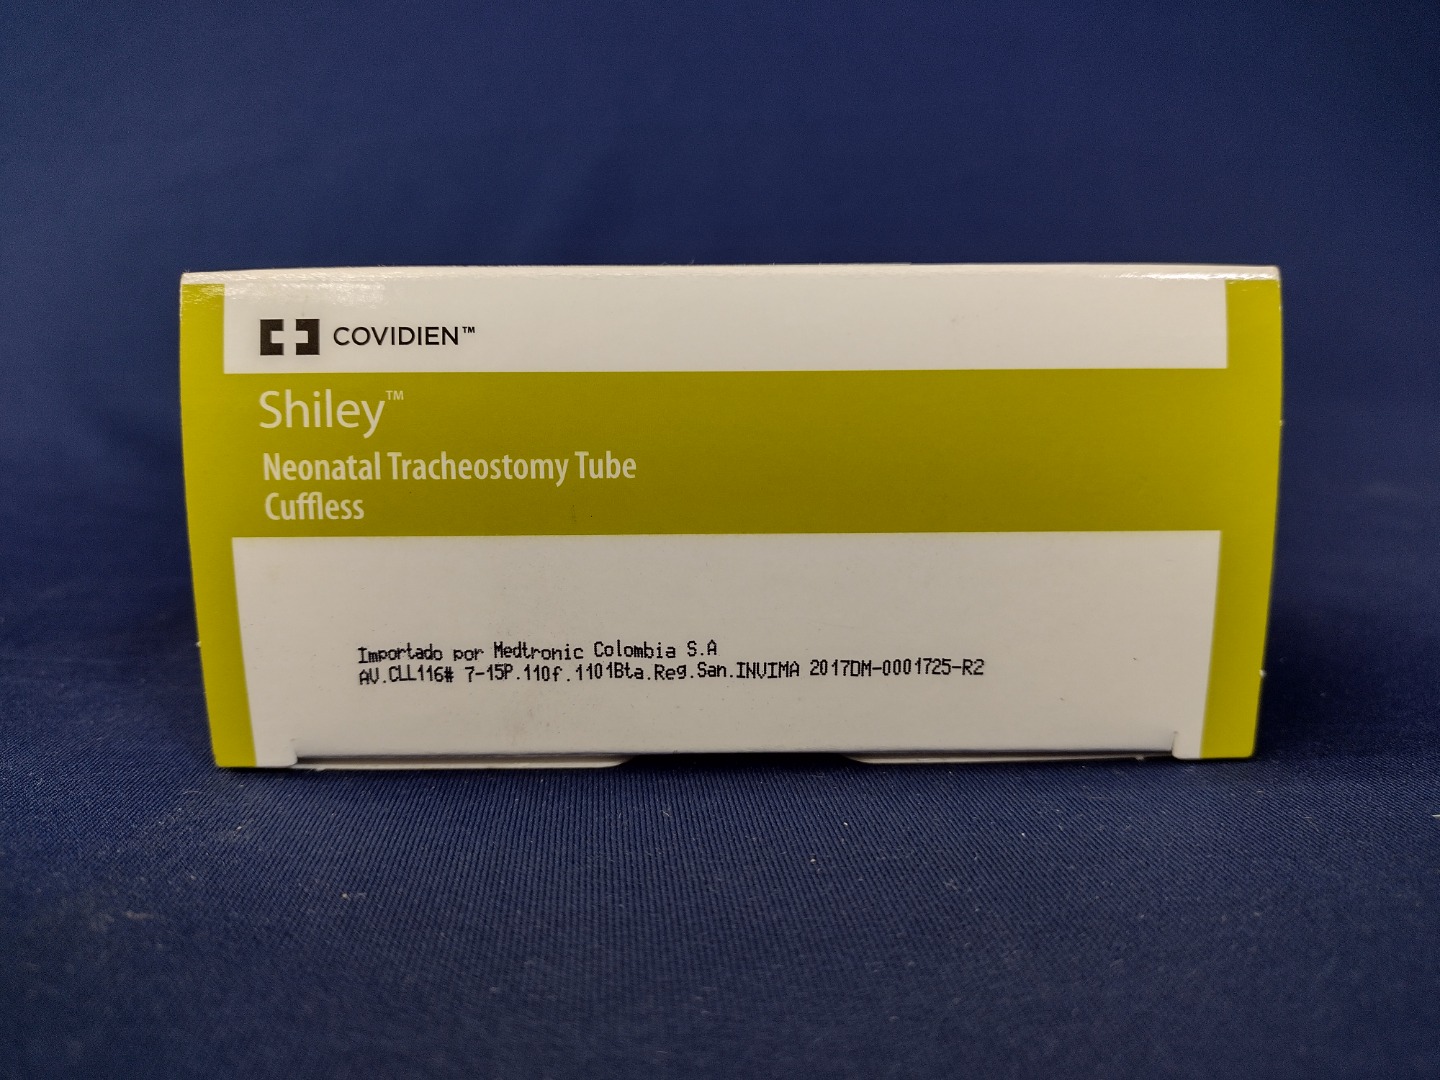 COVIDIEN™
Shiley™
Neonatal Tracheostomy Tube
Cuffless
Importado por Medtronic Colombia S.A
AV.CLL116# 7-15P.110f.1101Bta.Reg.San.INVIMA 2017DM-0001725-R2